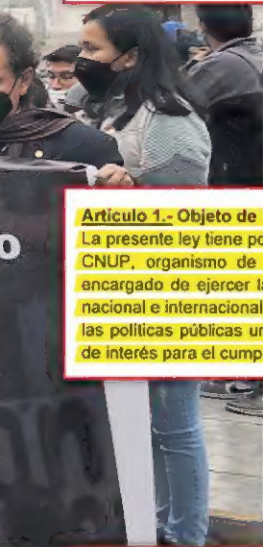 o
Artículo 1.- Objeto de
La presente ley tiene po
CNUP, organismo de
encargado de ejercer la
nacional e internacional
las políticas públicas un
de interés para el cump